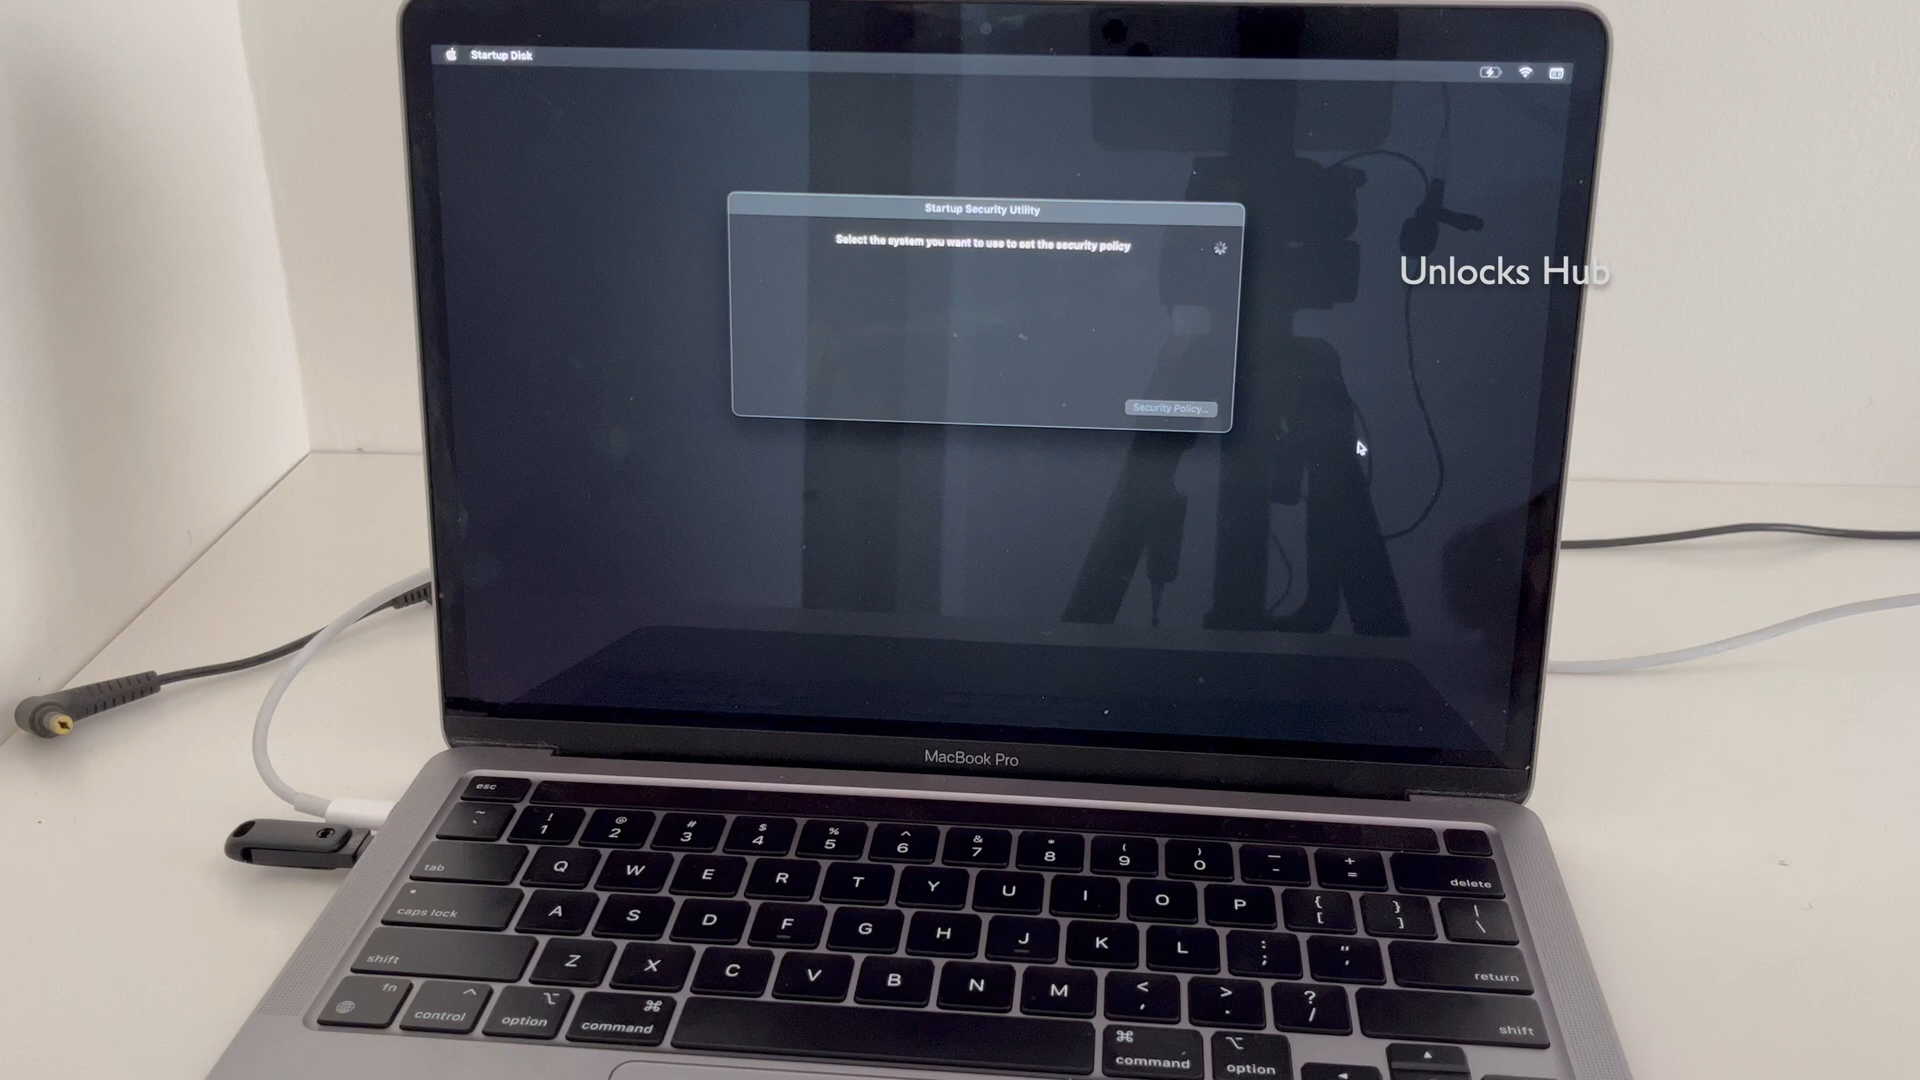 Startup Disk
Startup Security Utility
Select the system you want to use to set the security policy
Security Policy...
Unlocks Hub
MacBook Pro
esc
~ ` ! 1 @ 2 # 3 $ 4 % 5 ^ 6 & 7 * 8 ( 9 ) 0 — - + = delete
tab Q W E R T Y U I O P { [ } ] | \
caps lock A S D F G H J K L : ; " ' return
shift Z X C V B N M < , > . ? / shift
fn control option command command option